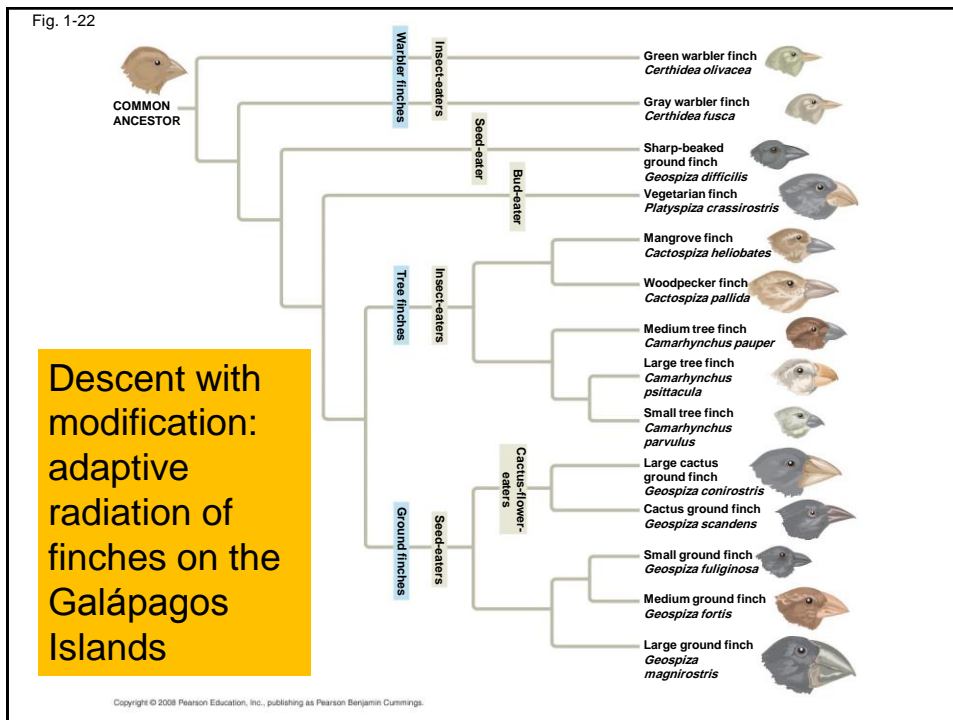 Fig. 1-22
COMMON
ANCESTOR
Warbler finches
Insect-eaters
Green warbler finch
Certhidea olivacea
Gray warbler finch
Certhidea fusca
Seed-eater
Sharp-beaked
ground finch
Geospiza difficilis
Bud-eater
Vegetarian finch
Platyspiza crassirostris
Tree finches
Insect-eaters
Mangrove finch
Cactospiza heliobates
Woodpecker finch
Cactospiza pallida
Medium tree finch
Camarhynchus pauper
Large tree finch
Camarhynchus
psittacula
Small tree finch
Camarhynchus
parvulus
Ground finches
Seed-eaters
Cactus-flower-
eaters
Large cactus
ground finch
Geospiza conirostris
Cactus ground finch
Geospiza scandens
Small ground finch
Geospiza fuliginosa
Medium ground finch
Geospiza fortis
Large ground finch
Geospiza
magnirostris
Descent with
modification:
adaptive
radiation of
finches on the
Galápagos
Islands
Copyright © 2008 Pearson Education, Inc., publishing as Pearson Benjamin Cummings.